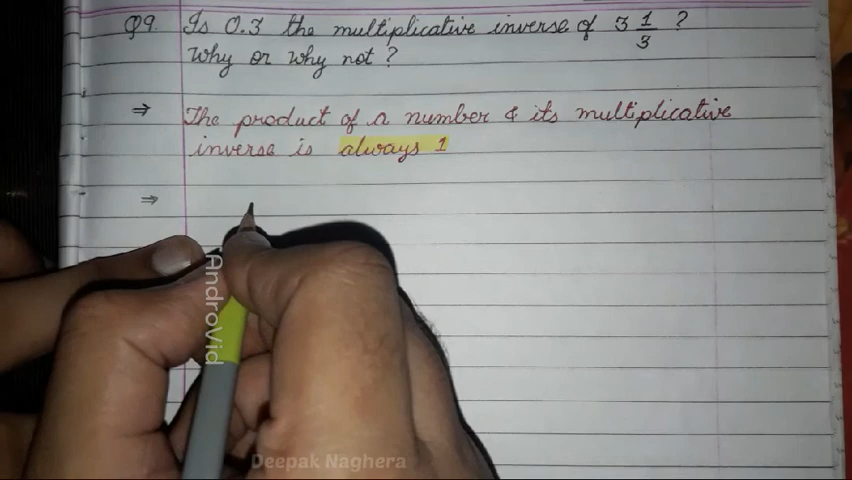 Q9. Is 0.3 the multiplicative inverse of 3 1/3 ?
Why or why not ?
⇒ The product of a number & its multiplicative
inverse is always 1
⇒
AndroVid
Deepak Naghera